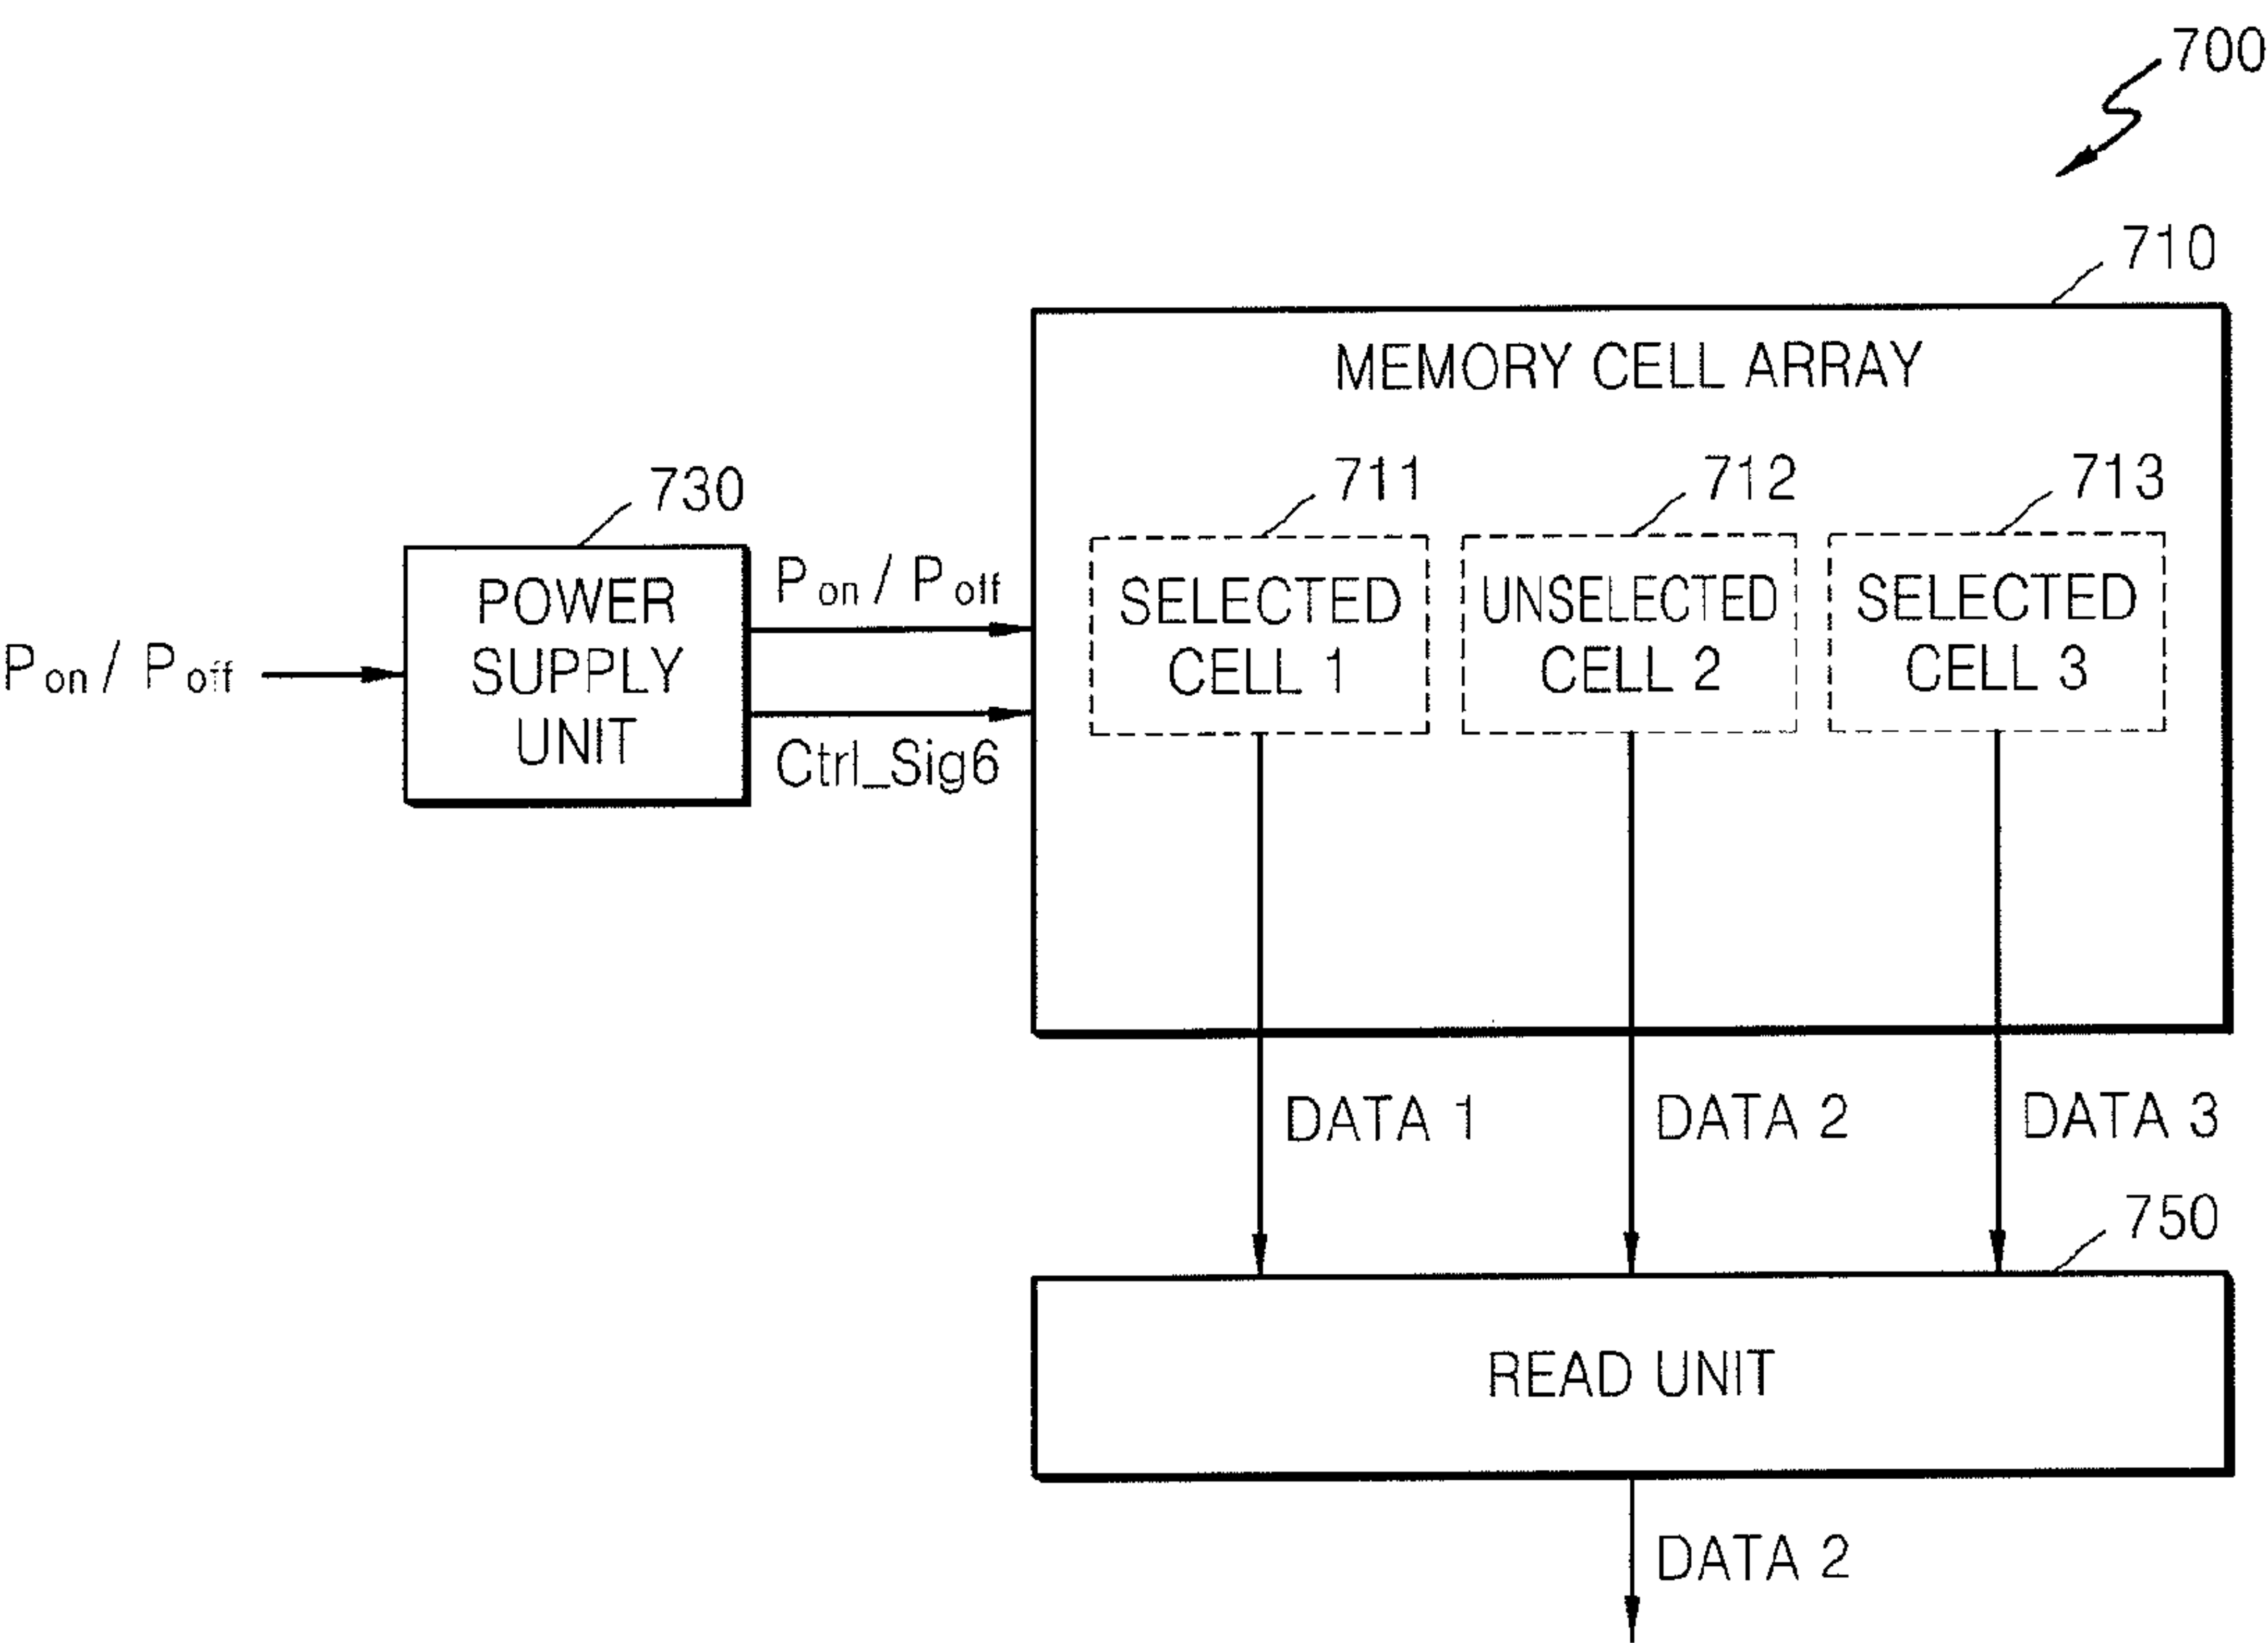 700
710
MEMORY CELL ARRAY
730
711
712
713
POWER
SUPPLY
UNIT
Pon / Poff
Pon / Poff
Ctrl_Sig6
SELECTED
CELL 1
UNSELECTED
CELL 2
SELECTED
CELL 3
DATA 1
DATA 2
DATA 3
750
READ UNIT
DATA 2